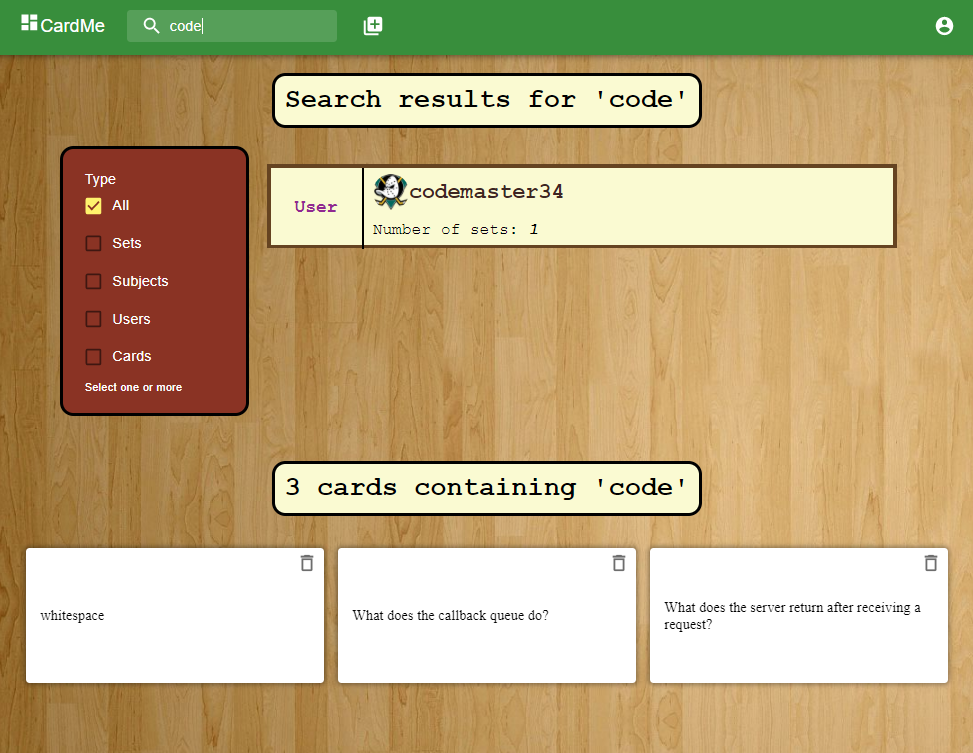 CardMe
code
Search results for 'code'
Type
All
Sets
Subjects
Users
Cards
Select one or more
User
codemaster34
Number of sets: 1
3 cards containing 'code'
whitespace
What does the callback queue do?
What does the server return after receiving a
request?